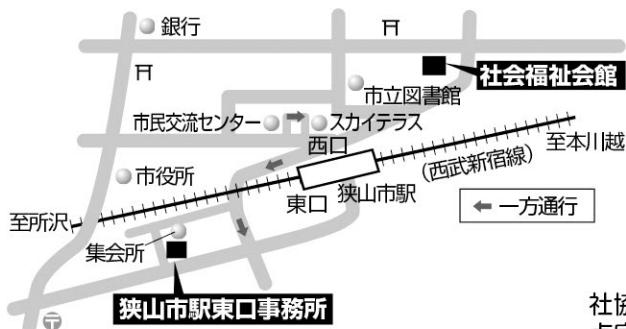 銀行
社会福祉会館
市立図書館
市民交流センター
スカイテラス
西口
至本川越
(西武新宿線)
市役所
狭山市駅
東口
一方通行
至所沢
集会所
狭山市駅東口事務所
社協